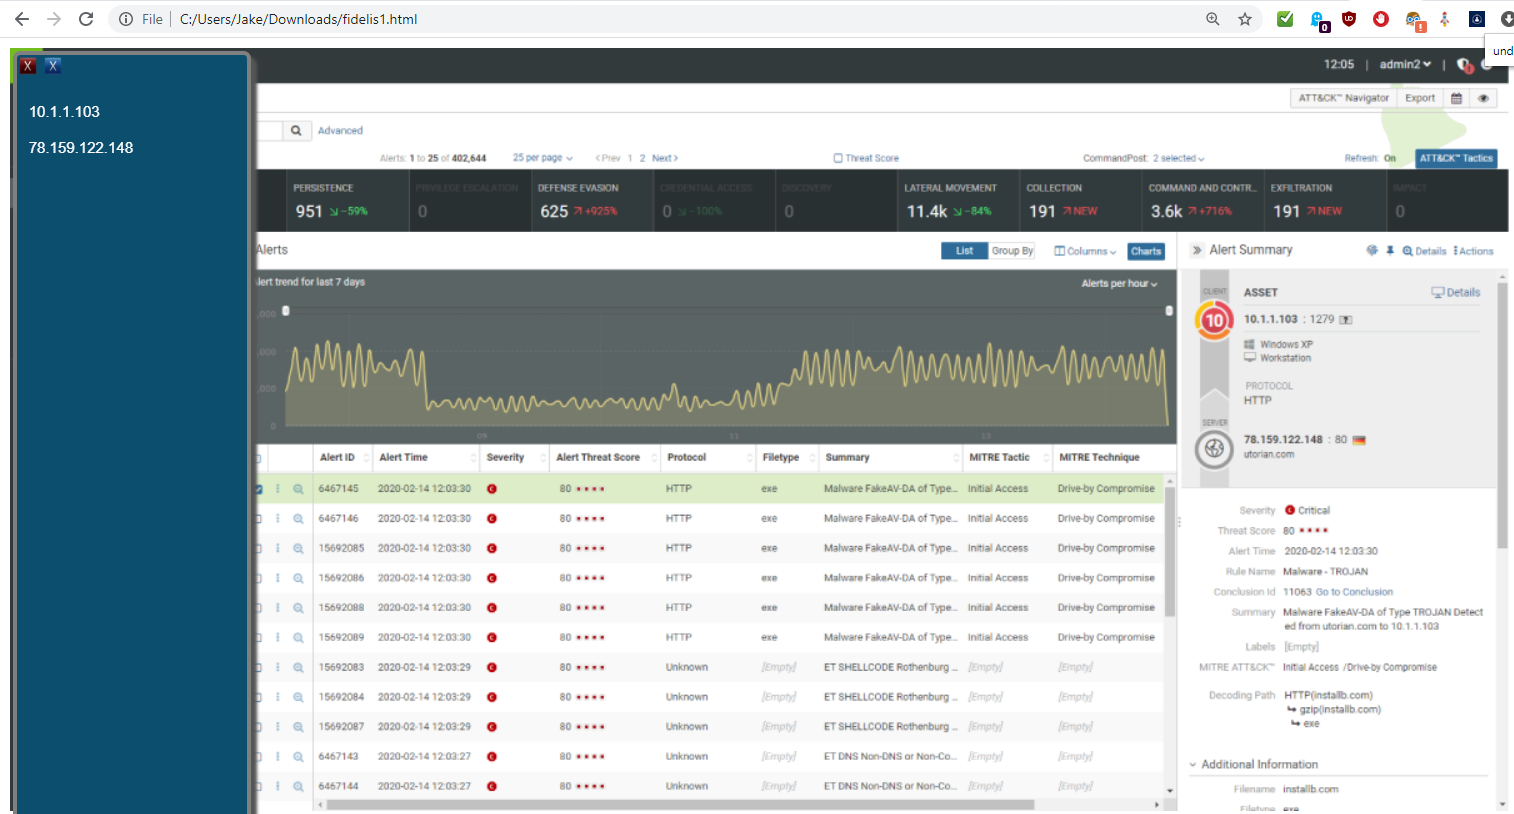 File C:/Users/Jake/Downloads/fidelis1.html
0
und
X X
10.1.1.103
78.159.122.148
12:05 | admin2 |
ATT&CK™ Navigator Export
Advanced
Alerts: 1 to 25 of 402,644 25 per page < Prev 1 2 Next > Threat Score CommandPost: 2 selected Refresh: On ATT&CK™ Tactics
PERSISTENCE PRIVILEGE ESCALATION DEFENSE EVASION CREDENTIAL ACCESS DISCOVERY LATERAL MOVEMENT COLLECTION COMMAND AND CONTR... EXFILTRATION IMPACT
951 -59% 0 625 +925% 0 -100% 0 11.4k -84% 191 NEW 3.6k +716% 191 NEW 0
Alerts List Group By Columns Charts
lert trend for last 7 days Alerts per hour
,000
,000
,000
0
09 11 13
Alert ID Alert Time Severity Alert Threat Score Protocol Filetype Summary MITRE Tactic MITRE Technique
6467145 2020-02-14 12:03:30 C 80 HTTP exe Malware FakeAV-DA of Type... Initial Access Drive-by Compromise
6467146 2020-02-14 12:03:30 C 80 HTTP exe Malware FakeAV-DA of Type... Initial Access Drive-by Compromise
15692085 2020-02-14 12:03:30 C 80 HTTP exe Malware FakeAV-DA of Type... Initial Access Drive-by Compromise
15692086 2020-02-14 12:03:30 C 80 HTTP exe Malware FakeAV-DA of Type... Initial Access Drive-by Compromise
15692088 2020-02-14 12:03:30 C 80 HTTP exe Malware FakeAV-DA of Type... Initial Access Drive-by Compromise
15692089 2020-02-14 12:03:30 C 80 HTTP exe Malware FakeAV-DA of Type... Initial Access Drive-by Compromise
15692083 2020-02-14 12:03:29 C 80 Unknown [Empty] ET SHELLCODE Rothenburg ... [Empty] [Empty]
15692084 2020-02-14 12:03:29 C 80 Unknown [Empty] ET SHELLCODE Rothenburg ... [Empty] [Empty]
15692087 2020-02-14 12:03:29 C 80 Unknown [Empty] ET SHELLCODE Rothenburg ... [Empty] [Empty]
6467143 2020-02-14 12:03:27 C 80 Unknown [Empty] ET DNS Non-DNS or Non-Co... [Empty] [Empty]
6467144 2020-02-14 12:03:27 C 80 Unknown [Empty] ET DNS Non-DNS or Non-Co... [Empty] [Empty]
Alert Summary Details Actions
CLIENT ASSET Details
10 10.1.1.103 : 1279
Windows XP
Workstation
PROTOCOL
HTTP
SERVER
78.159.122.148 : 80
utorian.com
Severity C Critical
Threat Score 80
Alert Time 2020-02-14 12:03:30
Rule Name Malware - TROJAN
Conclusion Id 11063 Go to Conclusion
Summary Malware FakeAV-DA of Type TROJAN Detect
ed from utorian.com to 10.1.1.103
Labels [Empty]
MITRE ATT&CK™ Initial Access /Drive-by Compromise
Decoding Path HTTP(installb.com)
gzip(installb.com)
exe
Additional Information
Filename installb.com
Filetype exe